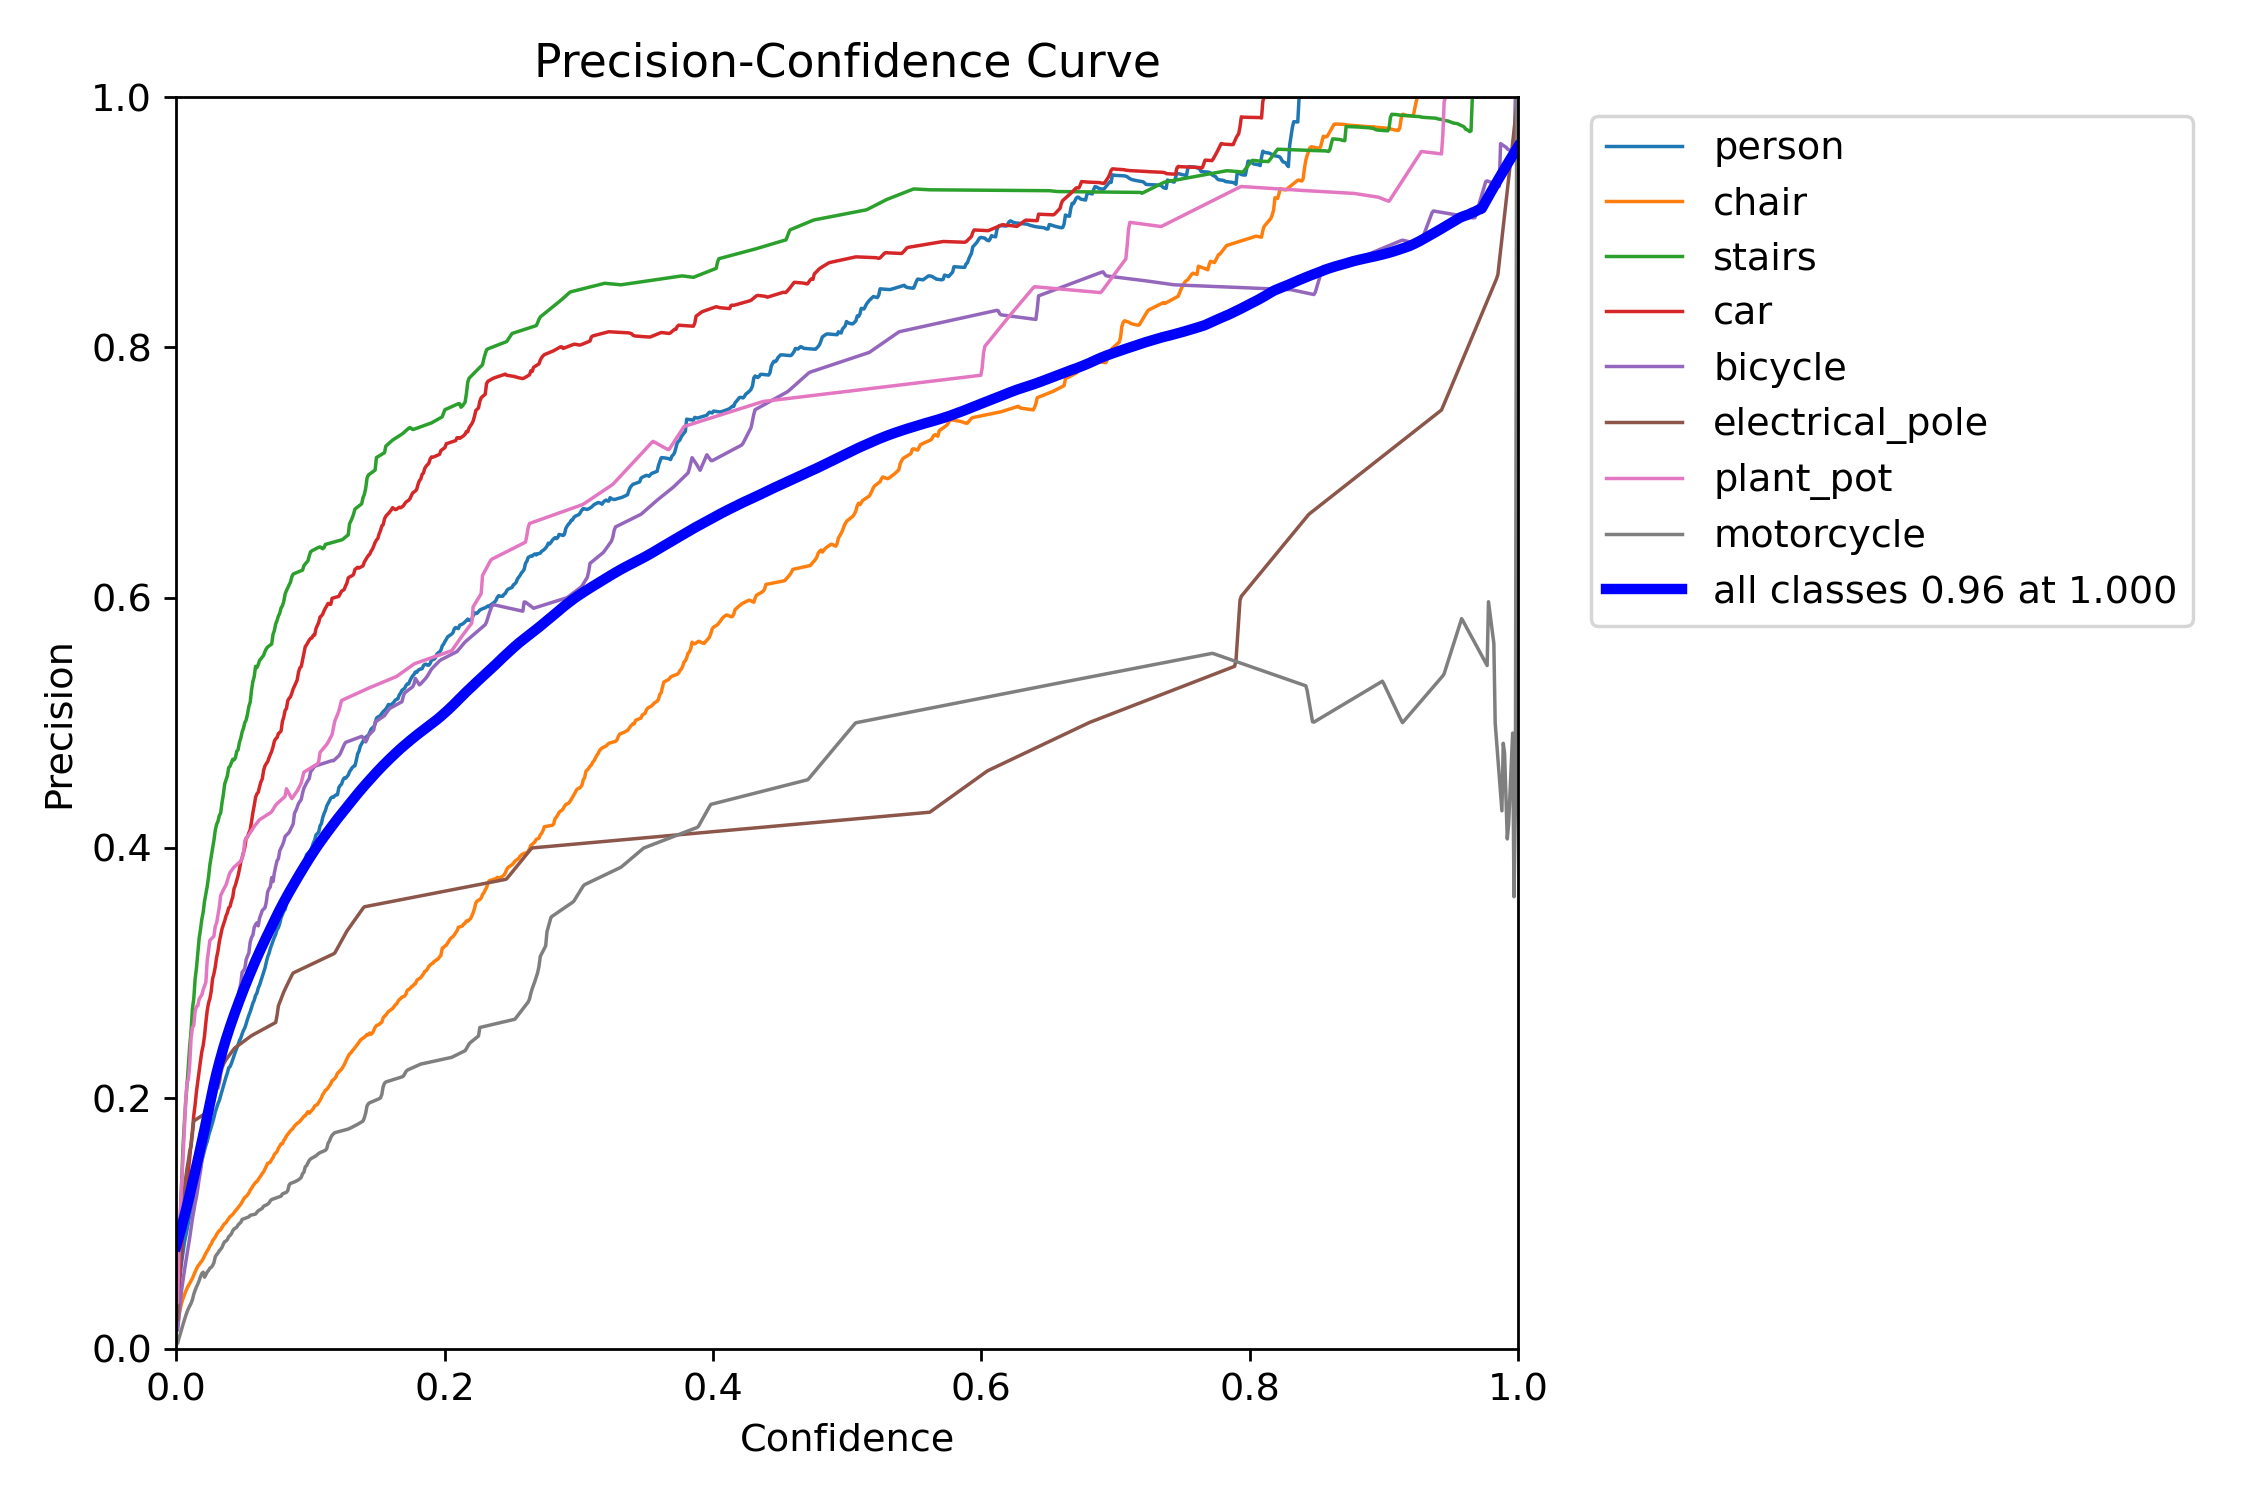 Precision-Confidence Curve
1.0
0.8
0.6
0.4
0.2
0.0
Precision
0.0 0.2 0.4 0.6 0.8 1.0
Confidence
person
chair
stairs
car
bicycle
electrical_pole
plant_pot
motorcycle
all classes 0.96 at 1.000